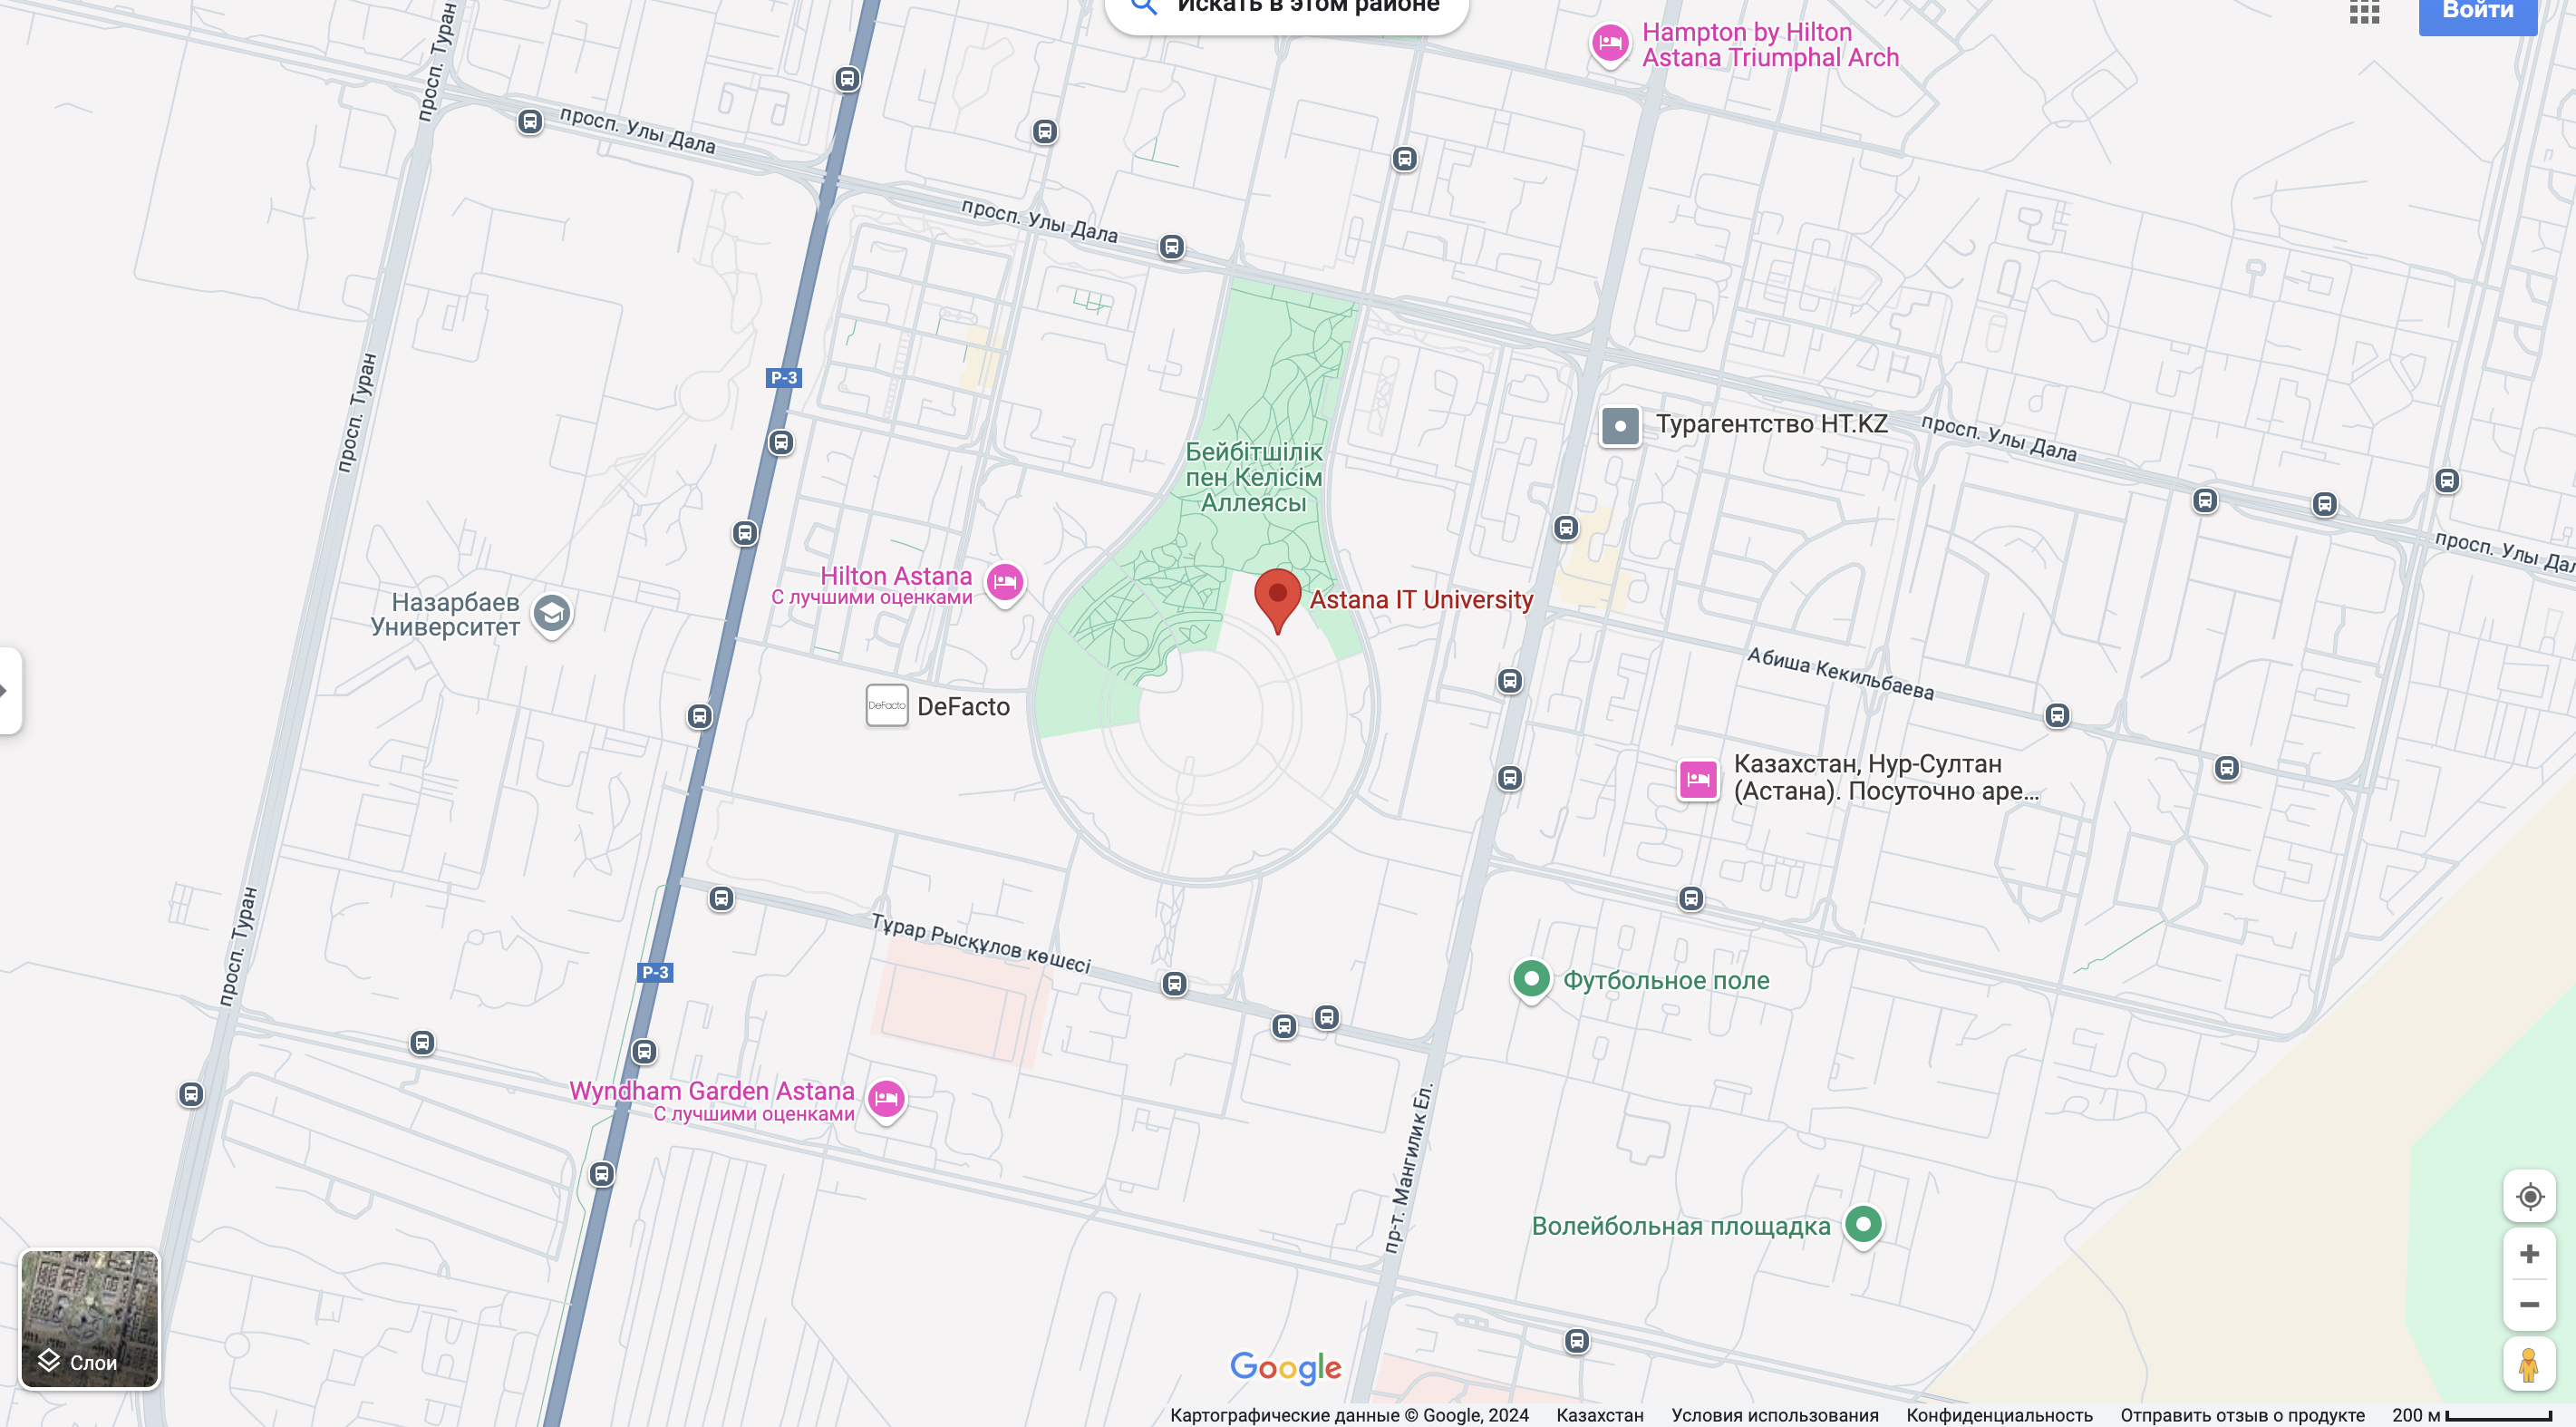 Искать в этом районе
Войти
Hampton by Hilton
Astana Triumphal Arch
просп. Туран
просп. Улы Дала
просп. Улы Дала
P-3
просп. Туран
Турагентство HT.KZ
просп. Улы Дала
Бейбітшілік
пен Келісім
Аллеясы
просп. Улы Дал
Hilton Astana
С лучшими оценками
Astana IT University
Назарбаев
Университет
Абиша Кекильбаева
DeFacto
DeFacto
Казахстан, Нур-Султан
(Астана). Посуточно аре...
просп. Туран
Тұрар Рысқұлов көшесі
P-3
Футбольное поле
Wyndham Garden Astana
С лучшими оценками
пр-т. Мангилик Ел.
Волейбольная площадка
Слои
Google
Картографические данные © Google, 2024 Казахстан Условия использования Конфиденциальность Отправить отзыв о продукте 200 м